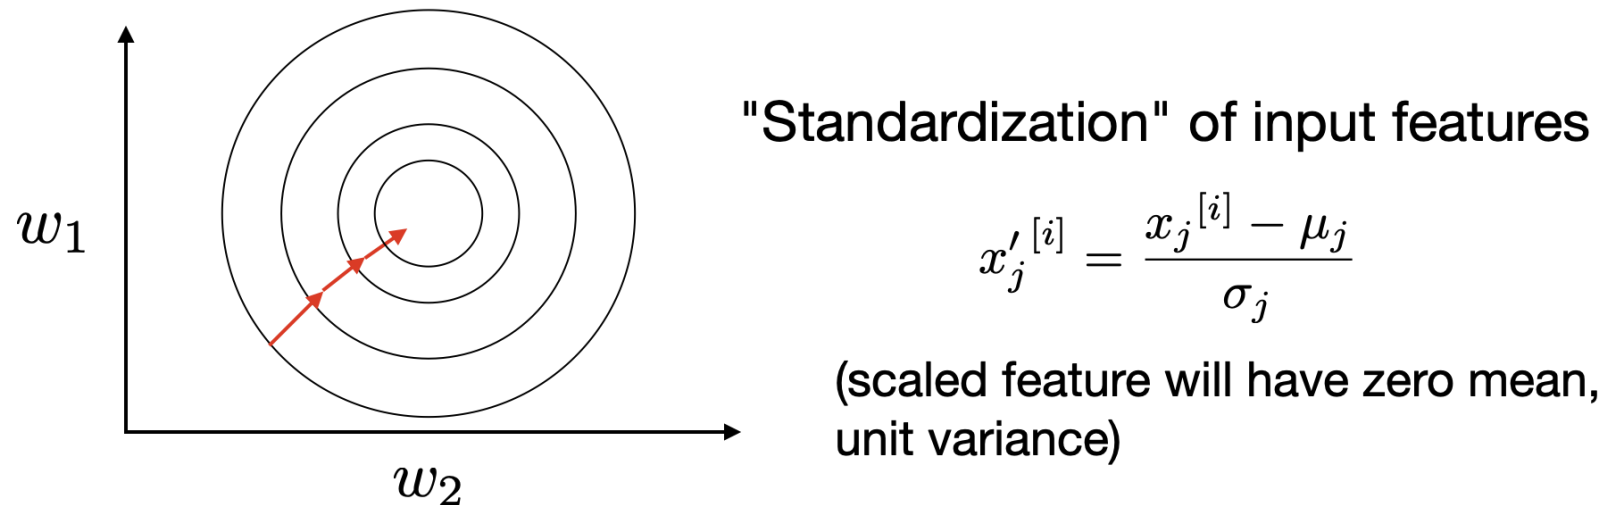 "Standardization" of input features
w₁
x′ⱼ^[i] = (xⱼ^[i] − μⱼ) / σⱼ
(scaled feature will have zero mean,
unit variance)
w₂